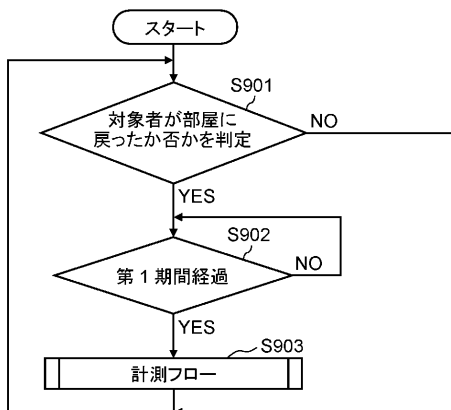 スタート
S901
対象者が部屋に
戻ったか否かを判定
NO
YES
S902
第1期間経過
NO
YES
S903
計測フロー